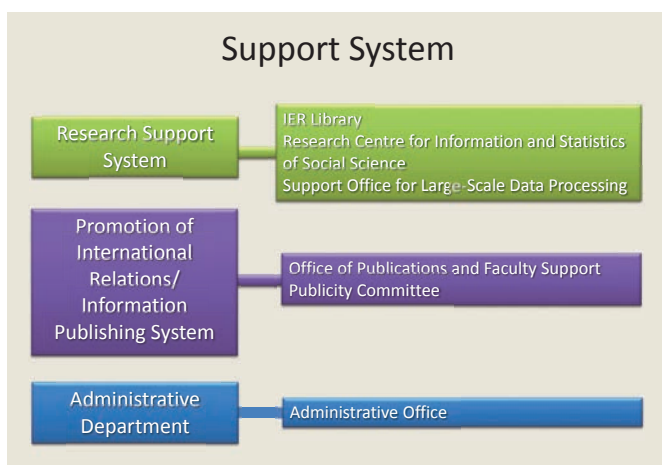 Support System
Research Support
System
IER Library
Research Centre for Information and Statistics
of Social Science
Support Office for Large-Scale Data Processing
Promotion of
International
Relations/
Information
Publishing System
Office of Publications and Faculty Support
Publicity Committee
Administrative
Department
Administrative Office